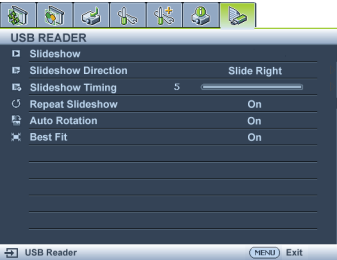 USB READER
Slideshow
Slideshow Direction Slide Right
Slideshow Timing 5
Repeat Slideshow On
Auto Rotation On
Best Fit On
USB Reader MENU Exit